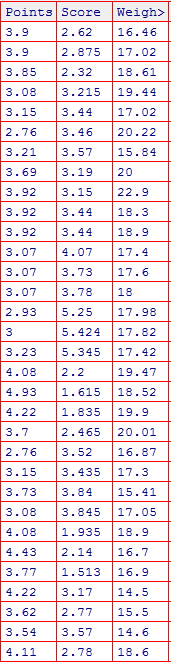 Points Score Weigh>
3.9 2.62 16.46
3.9 2.875 17.02
3.85 2.32 18.61
3.08 3.215 19.44
3.15 3.44 17.02
2.76 3.46 20.22
3.21 3.57 15.84
3.69 3.19 20
3.92 3.15 22.9
3.92 3.44 18.3
3.92 3.44 18.9
3.07 4.07 17.4
3.07 3.73 17.6
3.07 3.78 18
2.93 5.25 17.98
3 5.424 17.82
3.23 5.345 17.42
4.08 2.2 19.47
4.93 1.615 18.52
4.22 1.835 19.9
3.7 2.465 20.01
2.76 3.52 16.87
3.15 3.435 17.3
3.73 3.84 15.41
3.08 3.845 17.05
4.08 1.935 18.9
4.43 2.14 16.7
3.77 1.513 16.9
4.22 3.17 14.5
3.62 2.77 15.5
3.54 3.57 14.6
4.11 2.78 18.6